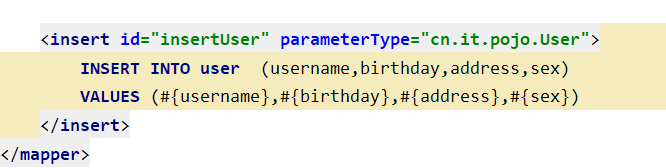 <insert id="insertUser" parameterType="cn.it.pojo.User">
INSERT INTO user  (username,birthday,address,sex)
VALUES (#{username},#{birthday},#{address},#{sex})
</insert>
</mapper>